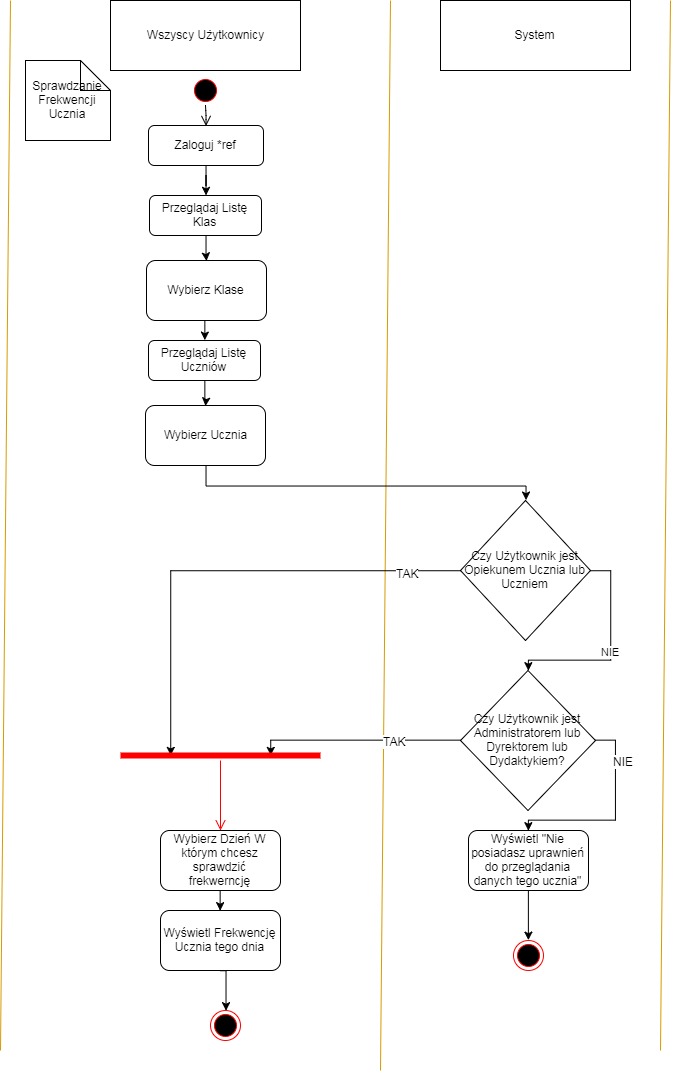 Wszyscy Użytkownicy
System
Sprawdzanie
Frekwencji
Ucznia
Zaloguj *ref
Przeglądaj Listę
Klas
Wybierz Klase
Przeglądaj Listę
Uczniów
Wybierz Ucznia
Czy Użytkownik jest
Opiekunem Ucznia lub
Uczniem
TAK
NIE
Czy Użytkownik jest
Administratorem lub
Dyrektorem lub
Dydaktykiem?
TAK
NIE
Wybierz Dzień W
którym chcesz
sprawdzić
frekwerncję
Wyświetl "Nie
posiadasz uprawnień
do przeglądania
danych tego ucznia"
Wyświetl Frekwencję
Ucznia tego dnia